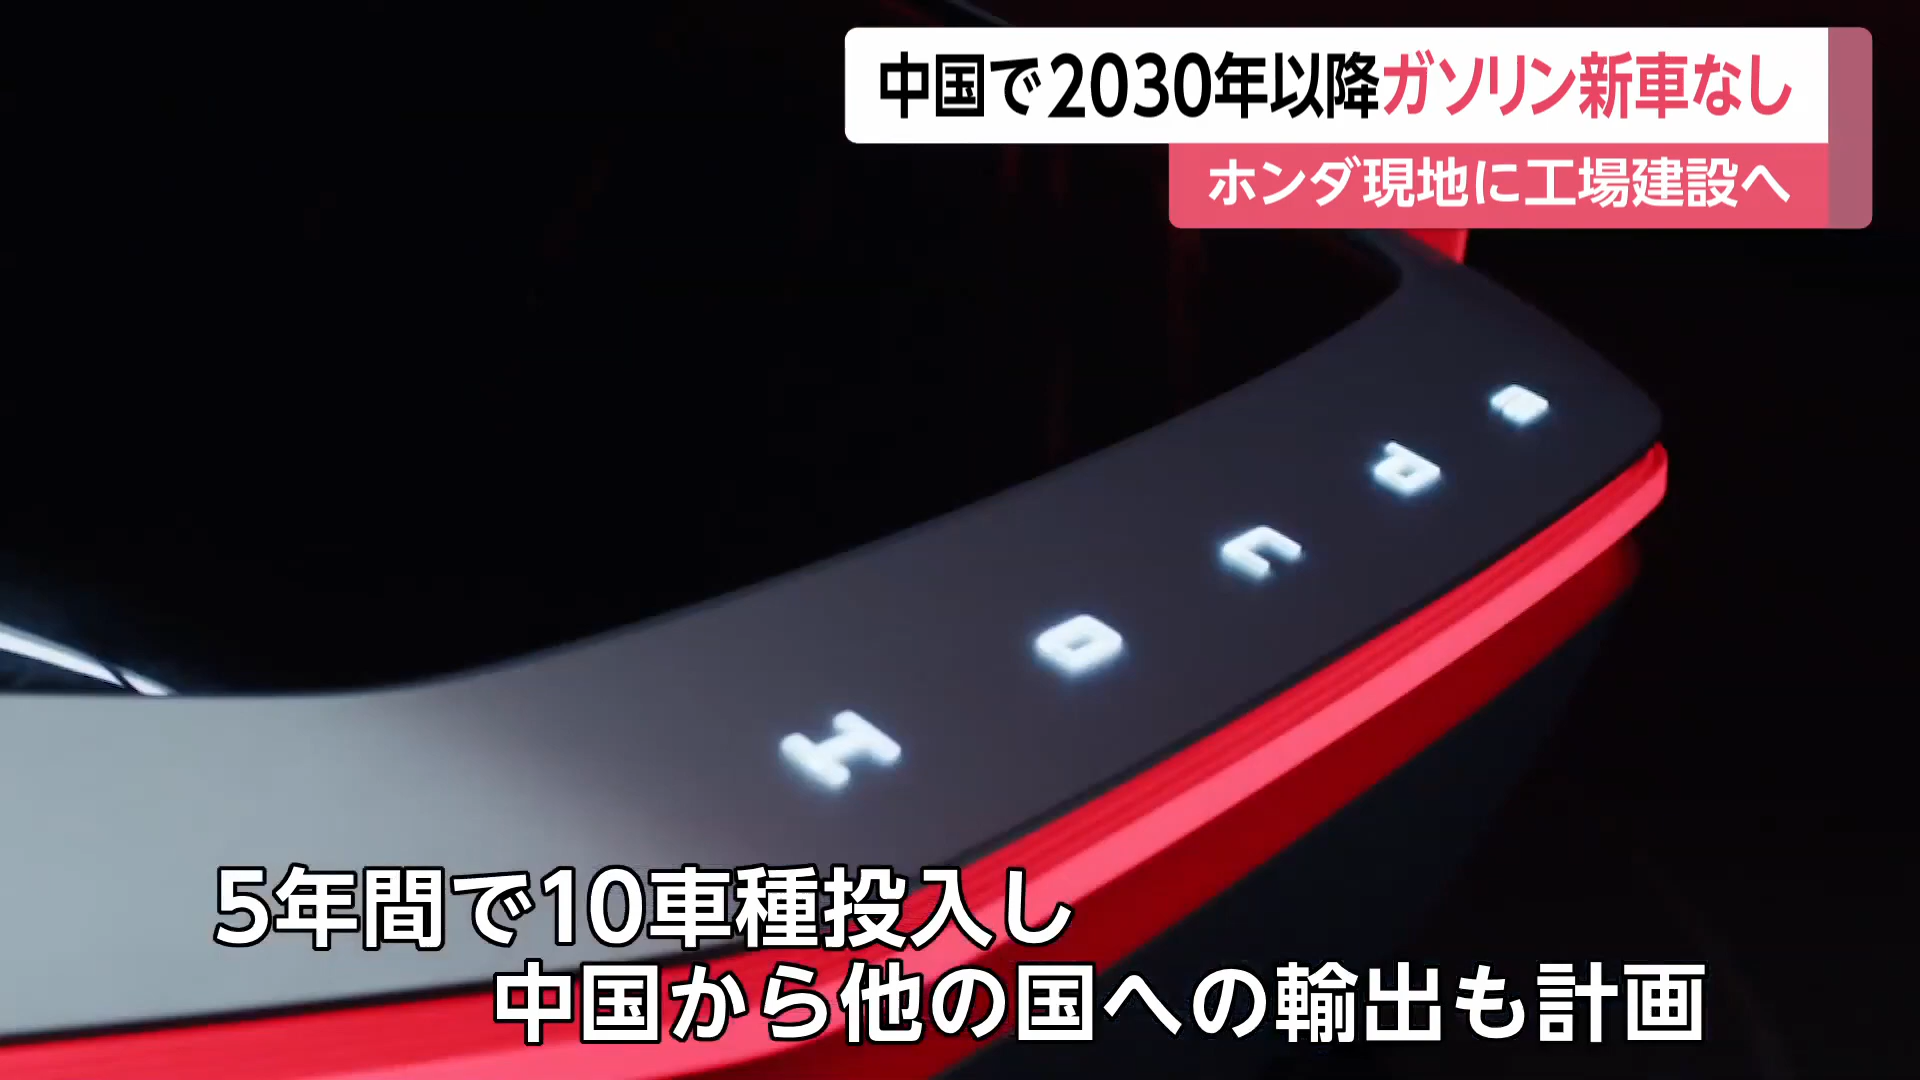 中国で2030年以降ガソリン新車なし
ホンダ現地に工場建設へ
Honda
5年間で10車種投入し
中国から他の国への輸出も計画